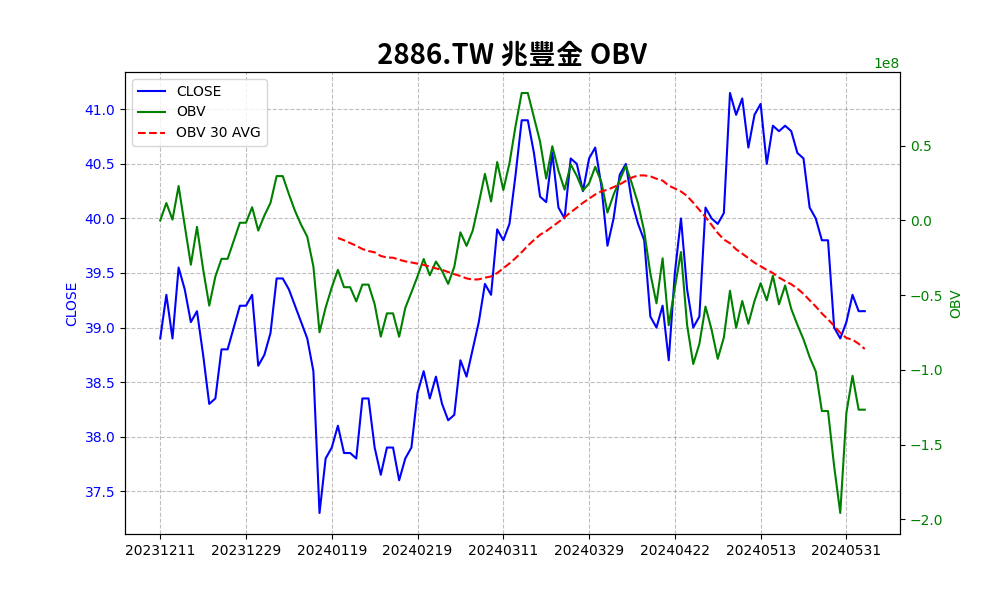 2886.TW 兆豐金 OBV
1e8
CLOSE
OBV
OBV 30 AVG
41.0
40.5
40.0
39.5
39.0
38.5
38.0
37.5
CLOSE
0.5
0.0
−0.5
−1.0
−1.5
−2.0
OBV
20231211 20231229 20240119 20240219 20240311 20240329 20240422 20240513 20240531